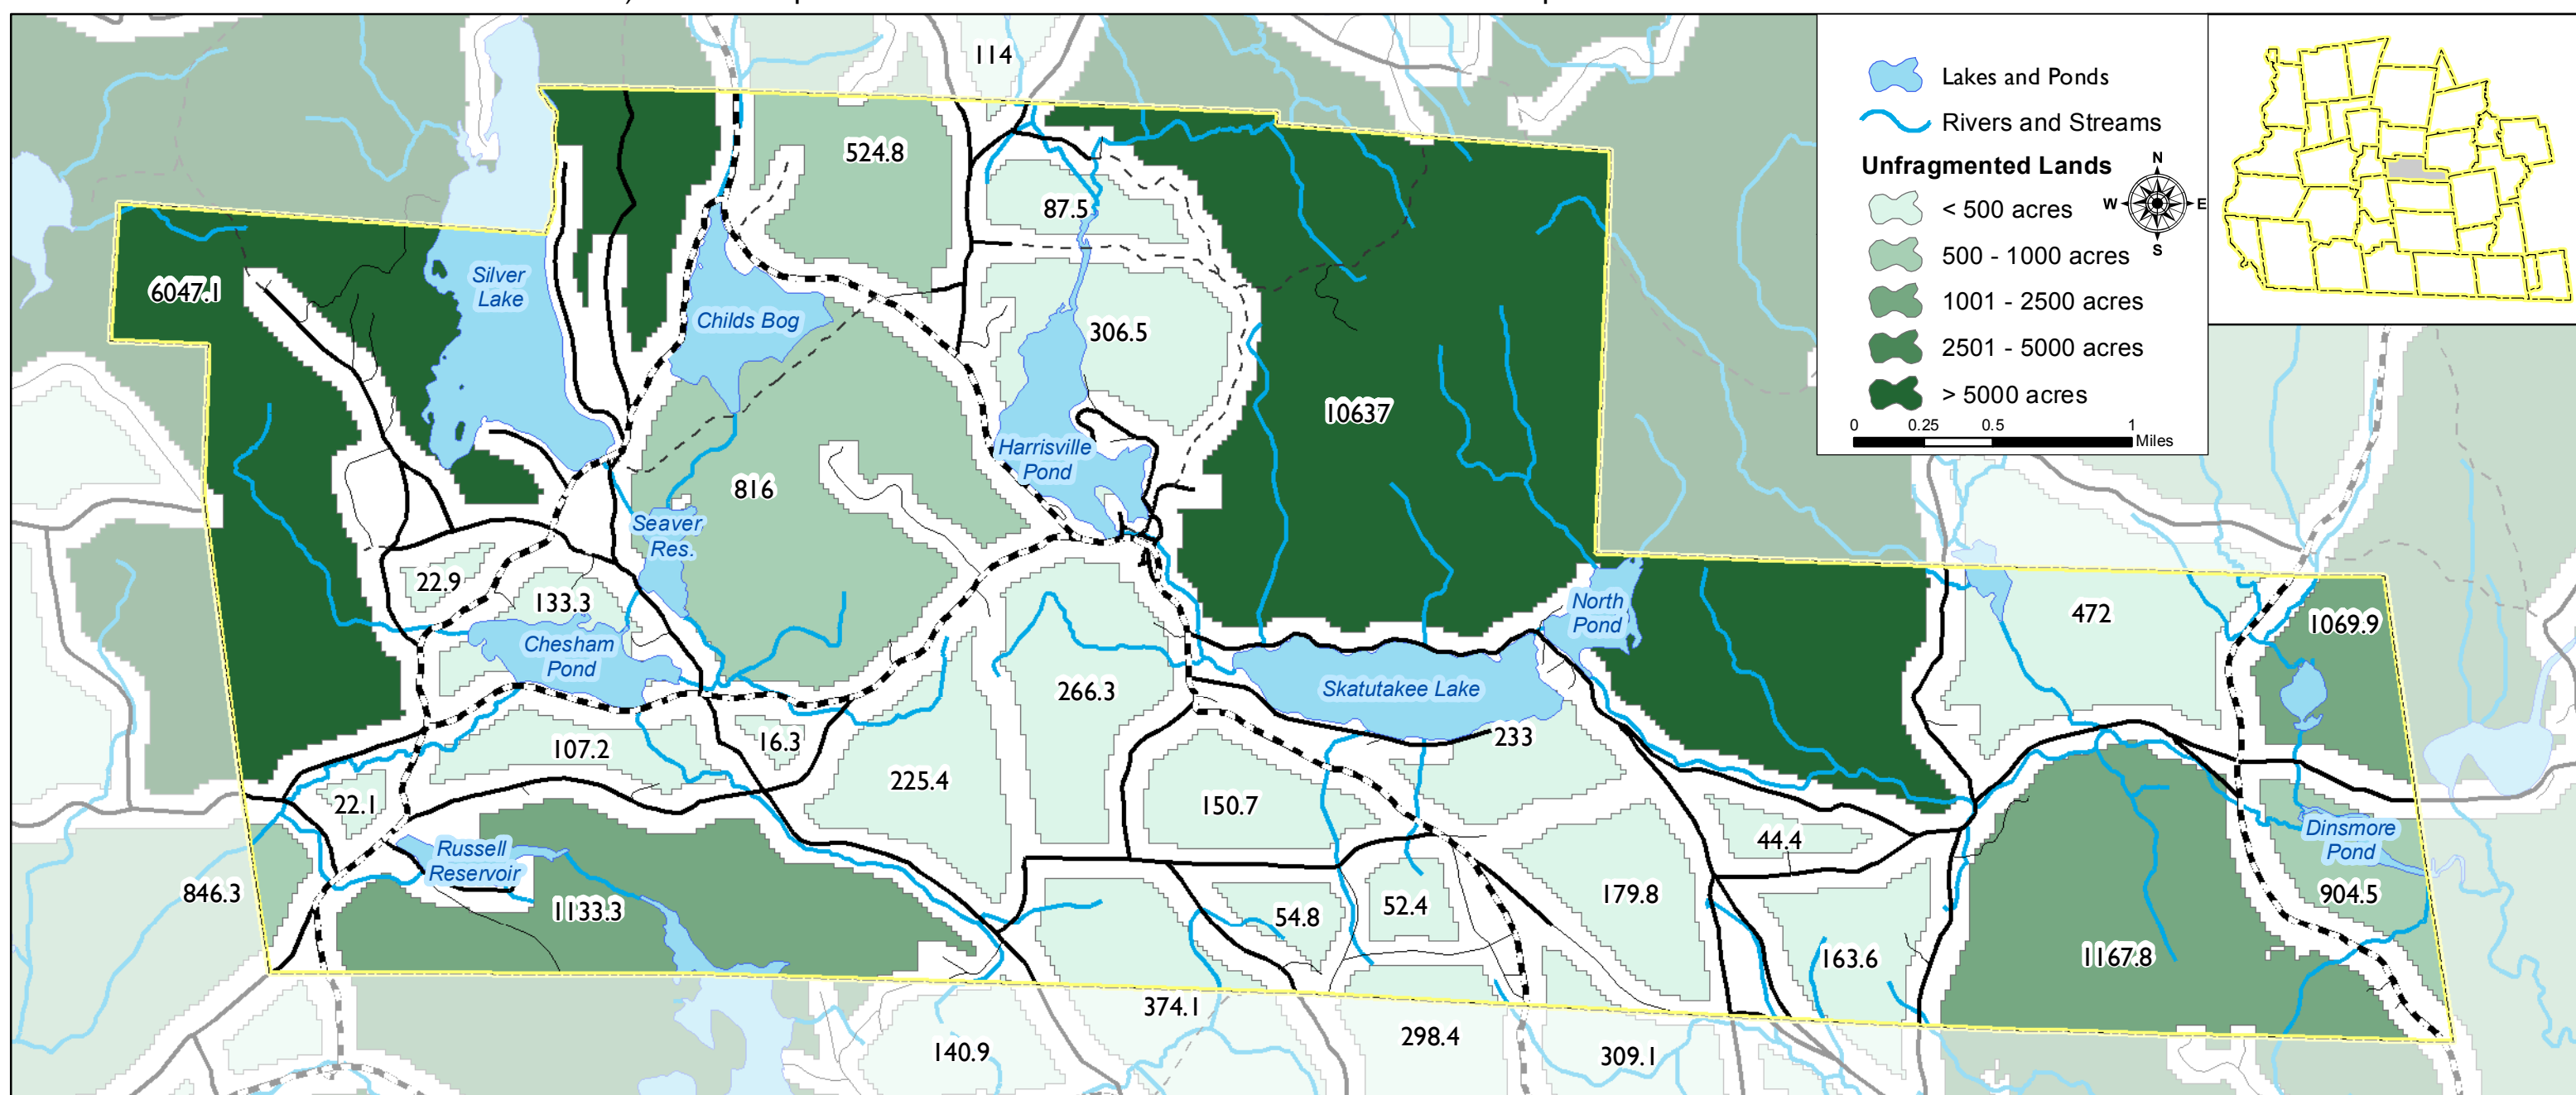 114
Lakes and Ponds
Rivers and Streams
Unfragmented Lands
N
W
E
S
< 500 acres
500 - 1000 acres
1001 - 2500 acres
2501 - 5000 acres
> 5000 acres
0 0.25 0.5 1
Miles
524.8
87.5
6047.1
Silver
Lake
Childs Bog
306.5
10637
Harrisville
Pond
816
Seaver
Res.
22.9
133.3
Chesham
Pond
North
Pond
472
1069.9
266.3
Skatutakee Lake
233
107.2
16.3
225.4
22.1
150.7
44.4
Dinsmore
Pond
Russell
Reservoir
846.3
1133.3
54.8
52.4
179.8
904.5
163.6
1167.8
374.1
140.9
298.4
309.1